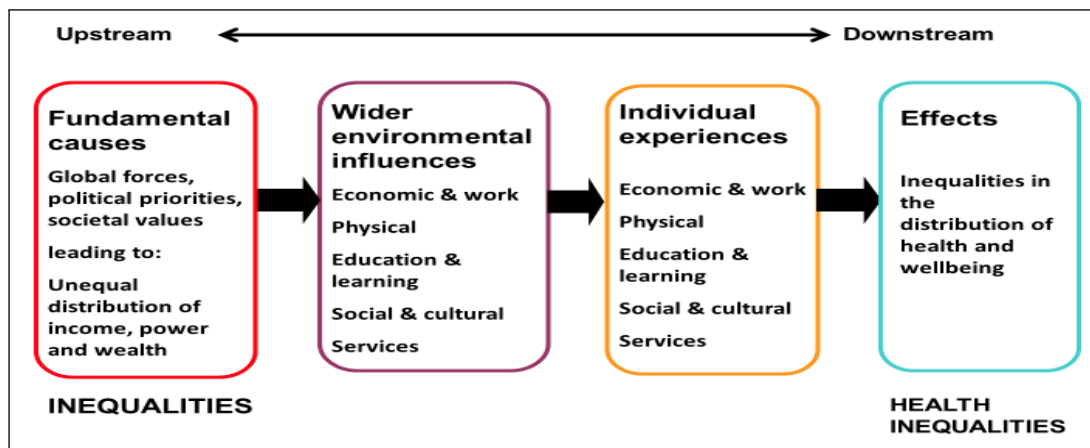 Upstream
Downstream
Fundamental
causes
Global forces,
political priorities,
societal values
leading to:
Unequal
distribution of
income, power
and wealth
Wider
environmental
influences
Economic & work
Physical
Education &
learning
Social & cultural
Services
Individual
experiences
Economic & work
Physical
Education &
learning
Social & cultural
Services
Effects
Inequalities in
the
distribution of
health and
wellbeing
INEQUALITIES
HEALTH
INEQUALITIES